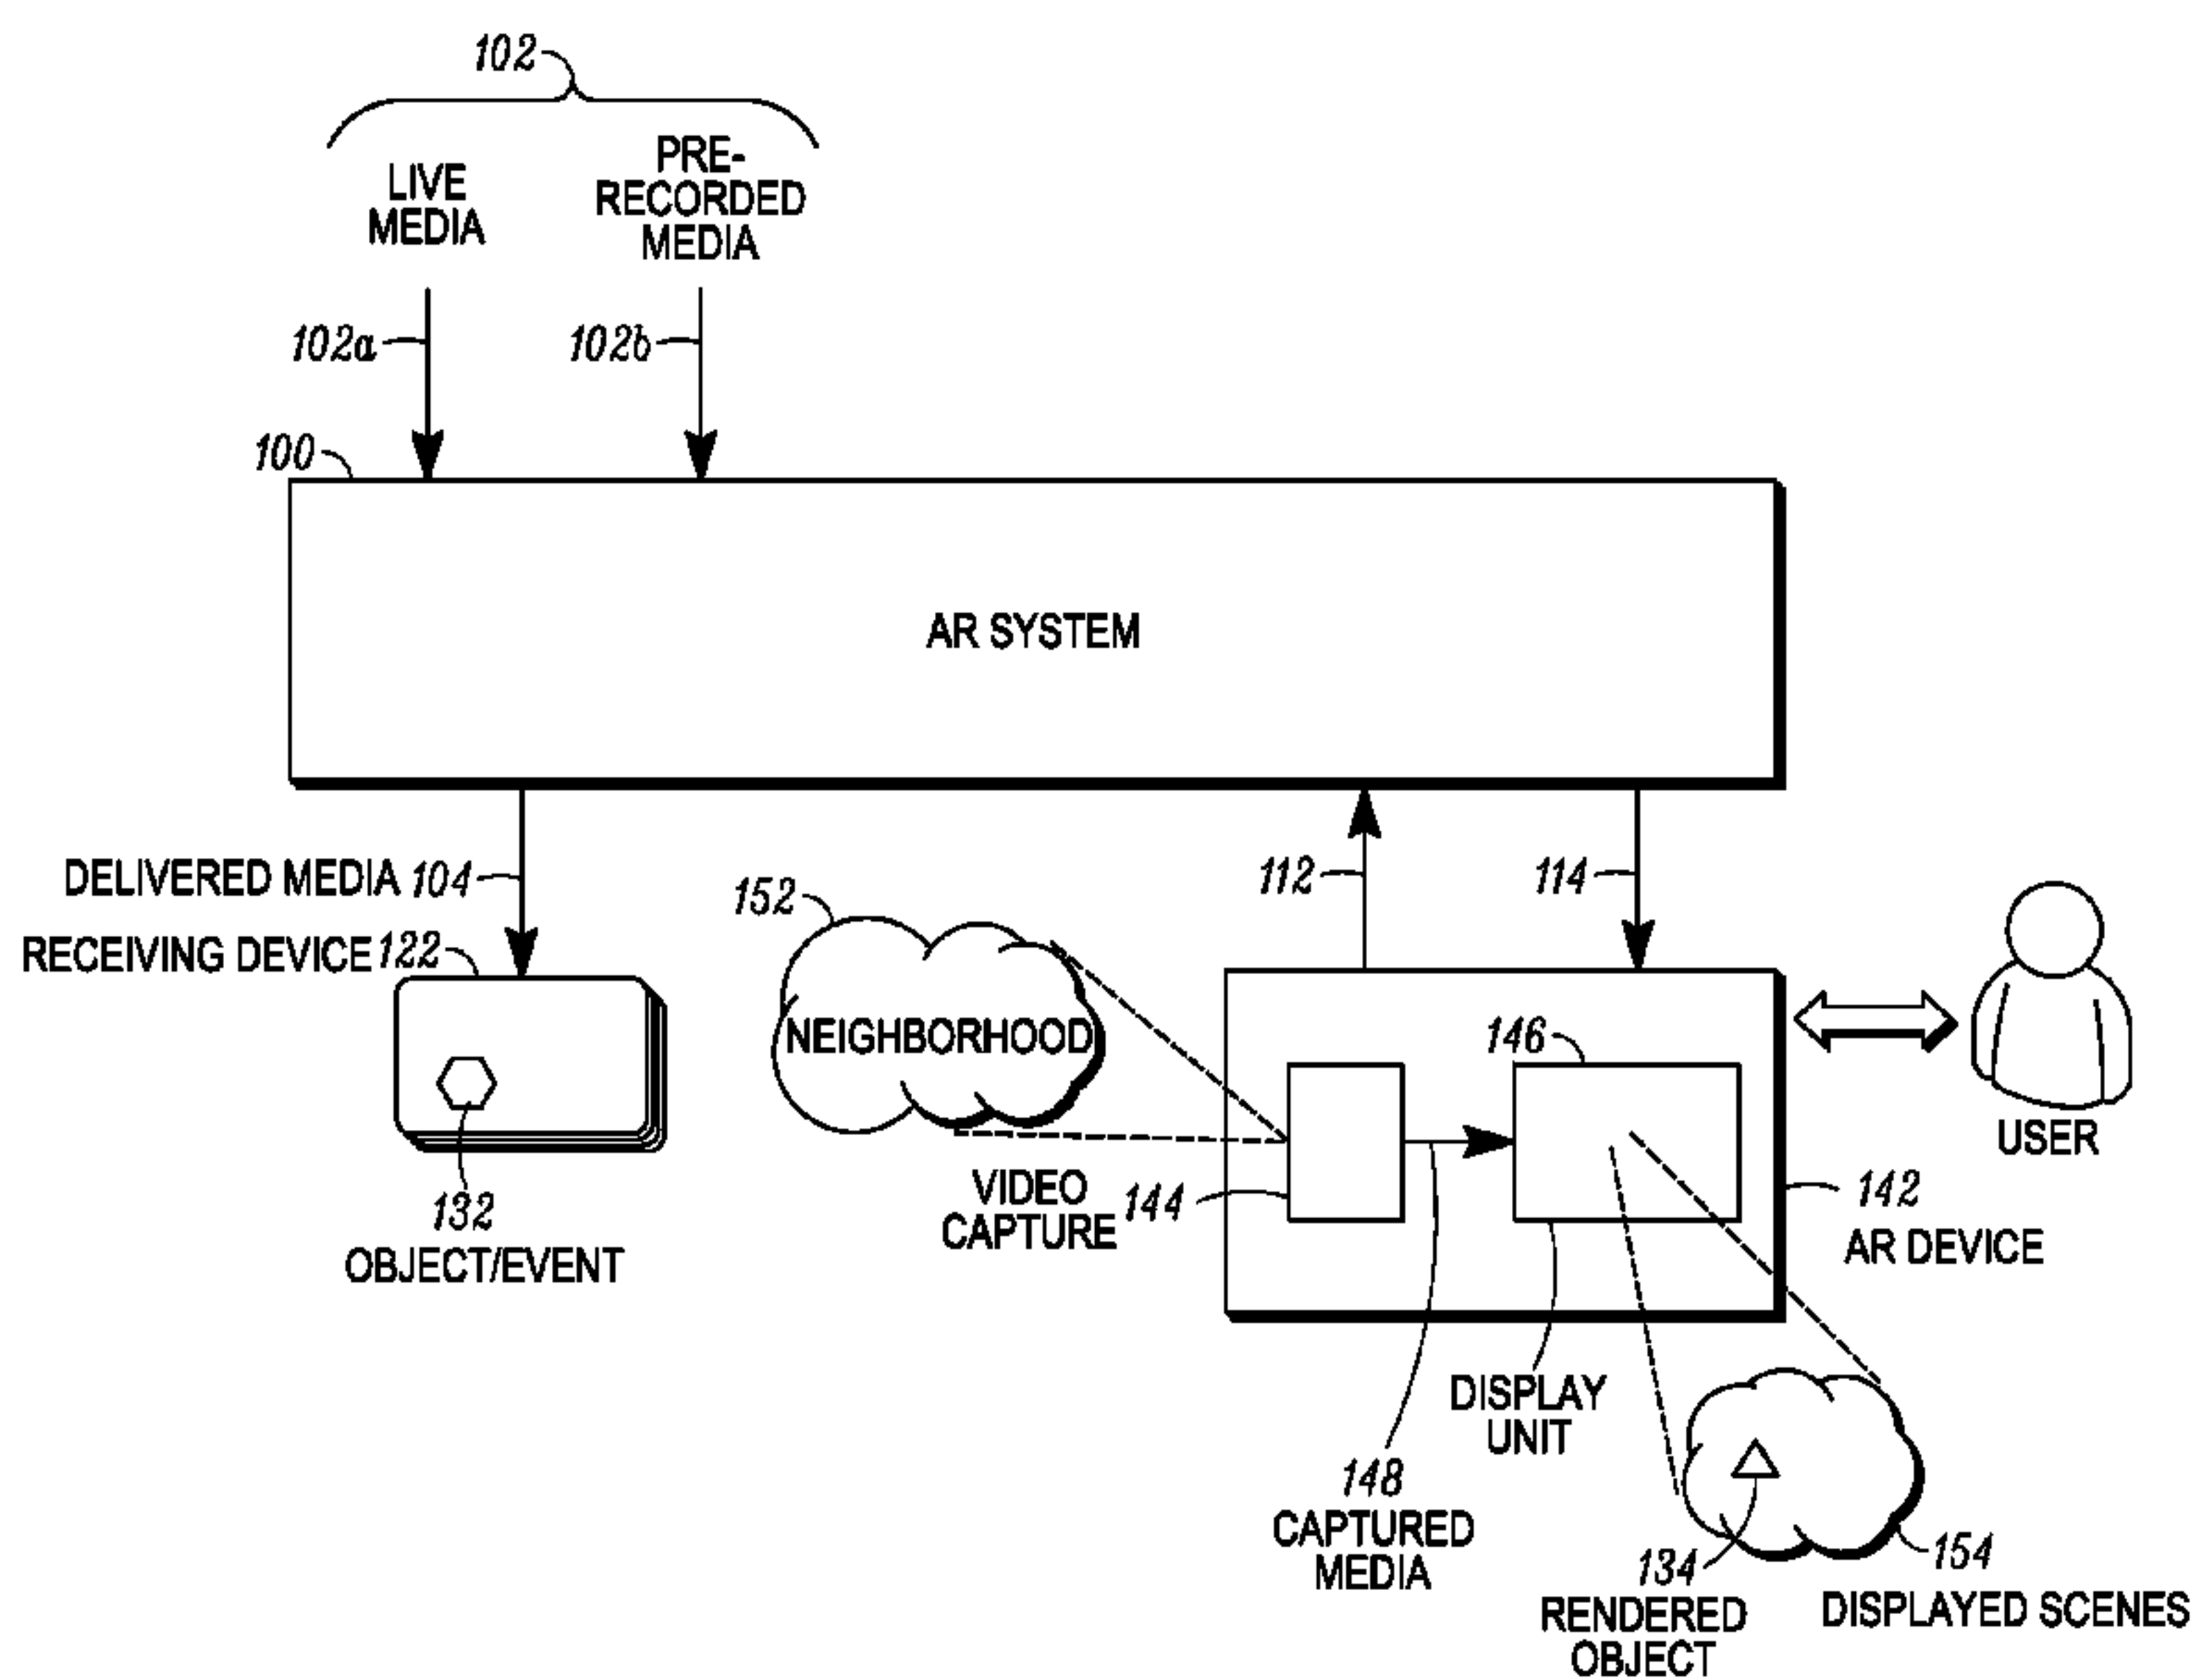 102
LIVE
MEDIA
PRE-
RECORDED
MEDIA
102a
102b
100
AR SYSTEM
DELIVERED MEDIA 104
RECEIVING DEVICE 122
132
OBJECT/EVENT
152
NEIGHBORHOOD
112
114
146
VIDEO
CAPTURE 144
USER
142
AR DEVICE
DISPLAY
UNIT
148
CAPTURED
MEDIA
134
RENDERED
OBJECT
154
DISPLAYED SCENES